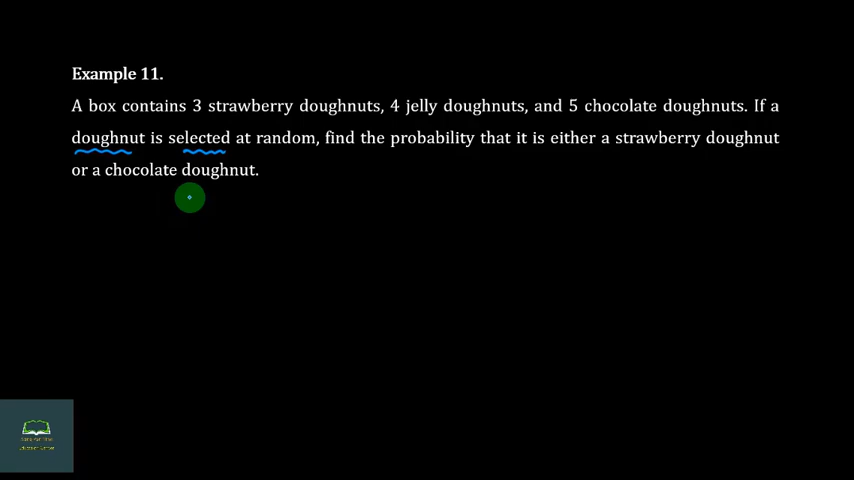 Example 11.
A box contains 3 strawberry doughnuts, 4 jelly doughnuts, and 5 chocolate doughnuts. If a
doughnut is selected at random, find the probability that it is either a strawberry doughnut
or a chocolate doughnut.